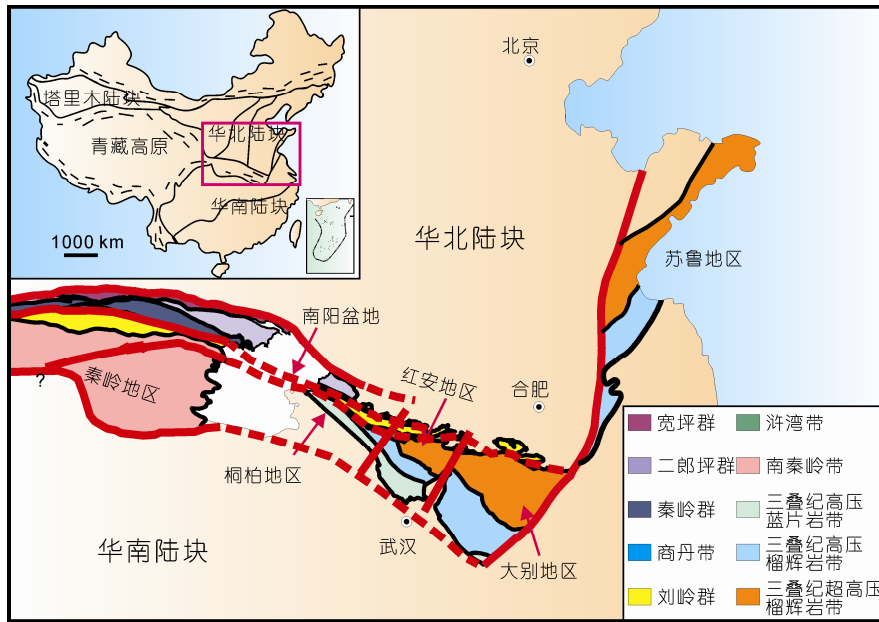 北京
塔里木陆块
华北陆块
青藏高原
华南陆块
1000 km
华北陆块
苏鲁地区
南阳盆地
秦岭地区
?
红安地区
合肥
桐柏地区
武汉
华南陆块
大别地区
宽坪群
浒湾带
二郎坪群
南秦岭带
秦岭群
三叠纪高压
蓝片岩带
商丹带
三叠纪高压
榴辉岩带
刘岭群
三叠纪超高压
榴辉岩带